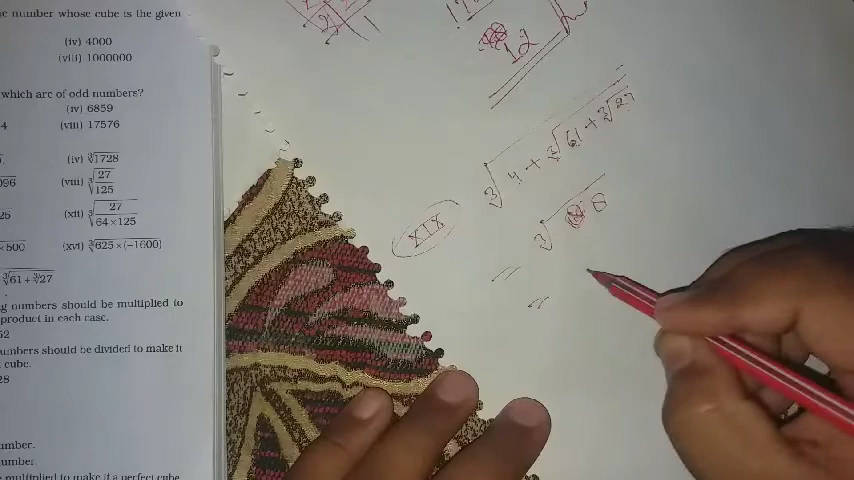 e number whose cube is the given
(iv) 4000
(viii) 1000000
which are of odd numbers?
(iv) 6859
4 (viii) 17576
(iv) ∛1728
096 (viii) ∛(27/125)
25 (xii) ∛(27/(64×125))
×500 (xvi) ∛(625×(-1600))
∛(61+∛27)
g numbers should be multiplied to
product in each case.
52
umbers should be divided to make it
cube.
28
umber.
number.
multiplied to make it a perfect cube
12
XIX ∛(4+∛(61+∛27))
∛8